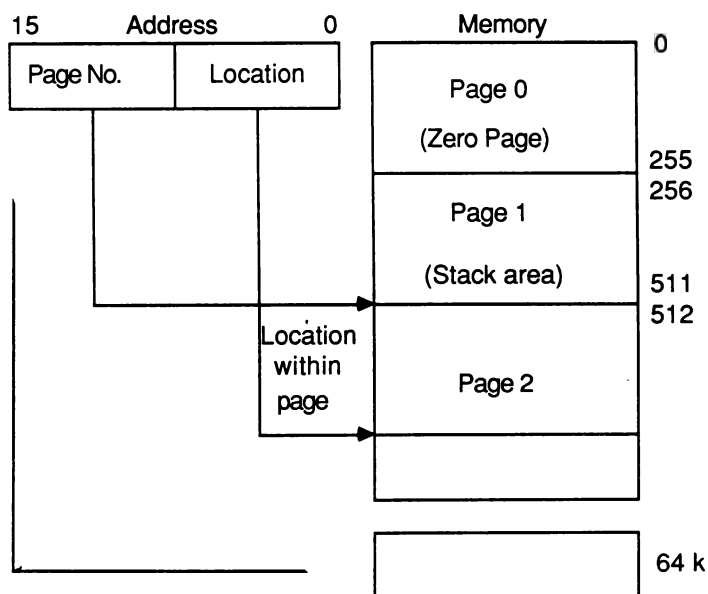 15 Address 0
Memory
0
Page No.
Location
Page 0
(Zero Page)
255
256
Page 1
(Stack area)
511
512
Location
within
page
Page 2
64 k